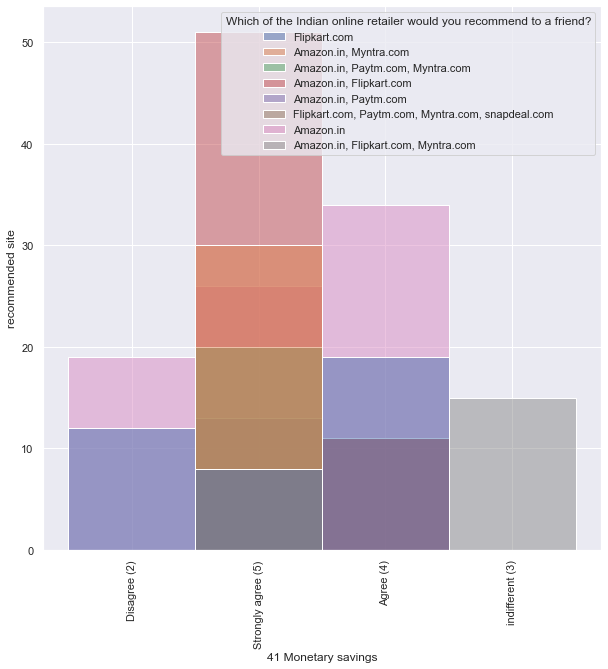 Which of the Indian online retailer would you recommend to a friend?
Flipkart.com
Amazon.in, Myntra.com
Amazon.in, Paytm.com, Myntra.com
Amazon.in, Flipkart.com
Amazon.in, Paytm.com
Flipkart.com, Paytm.com, Myntra.com, snapdeal.com
Amazon.in
Amazon.in, Flipkart.com, Myntra.com
50
40
30
20
10
0
recommended site
Disagree (2)
Strongly agree (5)
Agree (4)
indifferent (3)
41 Monetary savings